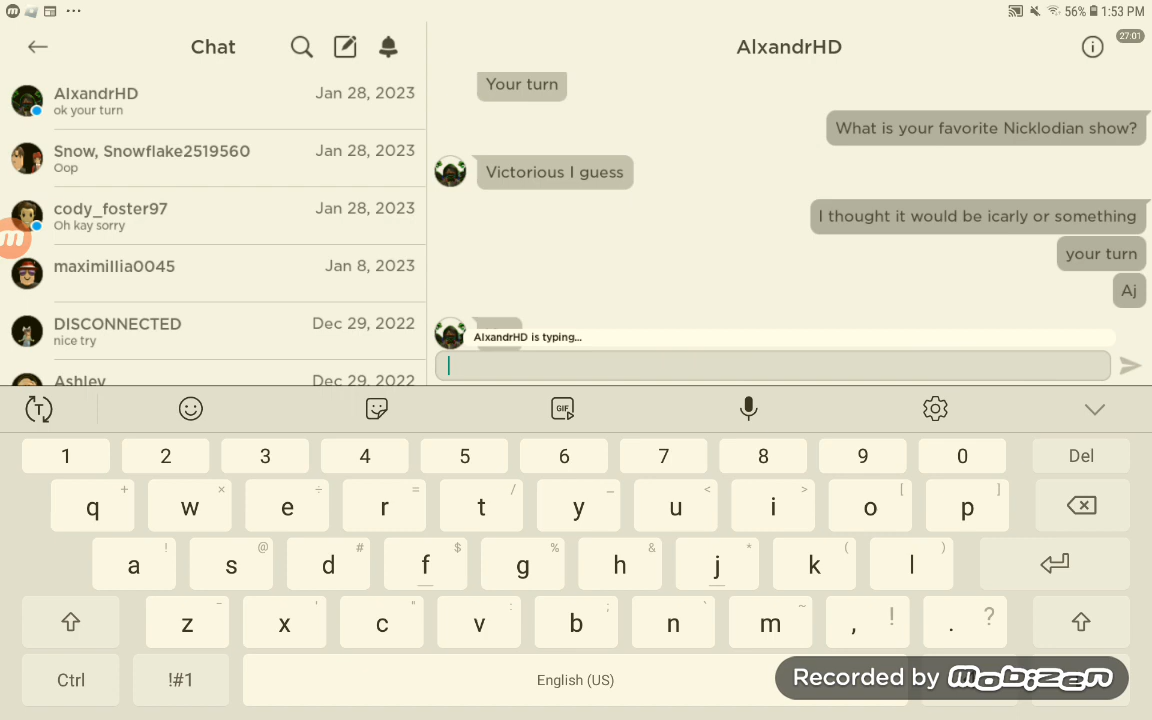 56% 1:53 PM
27:01
Chat
AlxandrHD
AlxandrHD Jan 28, 2023
ok your turn
Snow, Snowflake2519560 Jan 28, 2023
Oop
cody_foster97 Jan 28, 2023
Oh kay sorry
maximillia0045 Jan 8, 2023
DISCONNECTED Dec 29, 2022
nice try
Ashley Dec 29, 2022
Your turn
What is your favorite Nicklodian show?
Victorious I guess
I thought it would be icarly or something
your turn
Aj
AlxandrHD is typing...
T GIF
1 2 3 4 5 6 7 8 9 0 Del
q + w × e ÷ r = t / y _ u < i > o [ p ]
a ! s @ d # f $ g % h & j * k ( l )
z - x ' c " v : b ; n ` m ~ , ! . ?
Ctrl !#1 English (US)
Recorded by mobizen